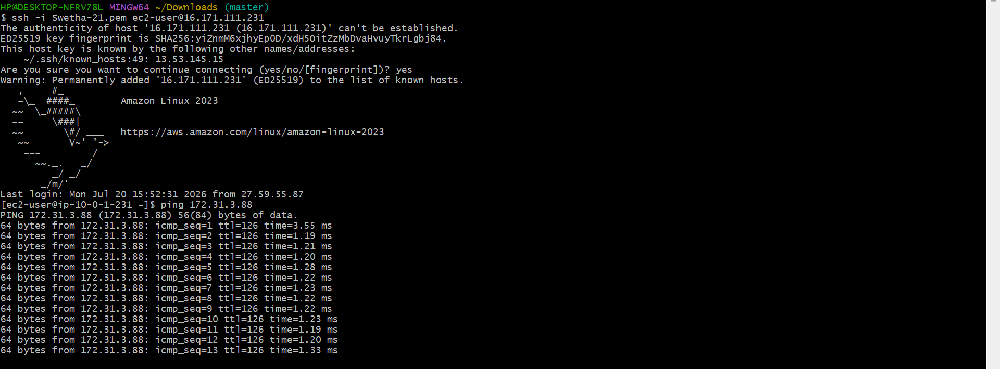 HP@DESKTOP-NFRV78L MINGW64 ~/Downloads (master)
$ ssh -i Swetha-21.pem ec2-user@16.171.111.231
The authenticity of host '16.171.111.231 (16.171.111.231)' can't be established.
ED25519 key fingerprint is SHA256:yiZnmM6xjhyEpOD/xdH5OitZzMbDvaHvuyTkrLgbj84.
This host key is known by the following other names/addresses:
    ~/.ssh/known_hosts:49: 13.53.145.15
Are you sure you want to continue connecting (yes/no/[fingerprint])? yes
Warning: Permanently added '16.171.111.231' (ED25519) to the list of known hosts.
   ,     #_
   ~\_  ####_        Amazon Linux 2023
  ~~  \_#####\
  ~~     \###|
  ~~       \#/ ___   https://aws.amazon.com/linux/amazon-linux-2023
   ~~       V~' '->
    ~~~         /
      ~~._.   _/
         _/ _/
       _/m/'
Last login: Mon Jul 20 15:52:31 2026 from 27.59.55.87
[ec2-user@ip-10-0-1-231 ~]$ ping 172.31.3.88
PING 172.31.3.88 (172.31.3.88) 56(84) bytes of data.
64 bytes from 172.31.3.88: icmp_seq=1 ttl=126 time=3.55 ms
64 bytes from 172.31.3.88: icmp_seq=2 ttl=126 time=1.19 ms
64 bytes from 172.31.3.88: icmp_seq=3 ttl=126 time=1.21 ms
64 bytes from 172.31.3.88: icmp_seq=4 ttl=126 time=1.20 ms
64 bytes from 172.31.3.88: icmp_seq=5 ttl=126 time=1.28 ms
64 bytes from 172.31.3.88: icmp_seq=6 ttl=126 time=1.22 ms
64 bytes from 172.31.3.88: icmp_seq=7 ttl=126 time=1.23 ms
64 bytes from 172.31.3.88: icmp_seq=8 ttl=126 time=1.22 ms
64 bytes from 172.31.3.88: icmp_seq=9 ttl=126 time=1.22 ms
64 bytes from 172.31.3.88: icmp_seq=10 ttl=126 time=1.23 ms
64 bytes from 172.31.3.88: icmp_seq=11 ttl=126 time=1.19 ms
64 bytes from 172.31.3.88: icmp_seq=12 ttl=126 time=1.20 ms
64 bytes from 172.31.3.88: icmp_seq=13 ttl=126 time=1.33 ms